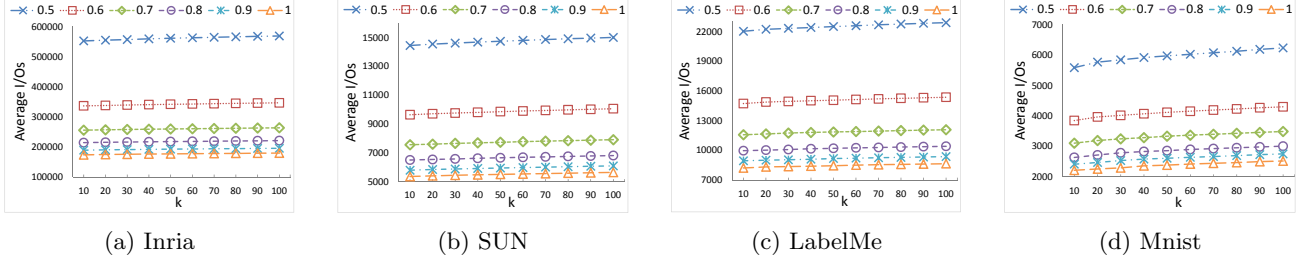 0.5 0.6 0.7 0.8 0.9 1
600000
500000
400000
300000
200000
100000
Average I/Os
10 20 30 40 50 60 70 80 90 100
k
(a) Inria
0.5 0.6 0.7 0.8 0.9 1
15000
13000
11000
9000
7000
5000
Average I/Os
10 20 30 40 50 60 70 80 90 100
k
(b) SUN
0.5 0.6 0.7 0.8 0.9 1
22000
19000
16000
13000
10000
7000
Average I/Os
10 20 30 40 50 60 70 80 90 100
k
(c) LabelMe
0.5 0.6 0.7 0.8 0.9 1
7000
6000
5000
4000
3000
2000
Average I/Os
10 20 30 40 50 60 70 80 90 100
k
(d) Mnist